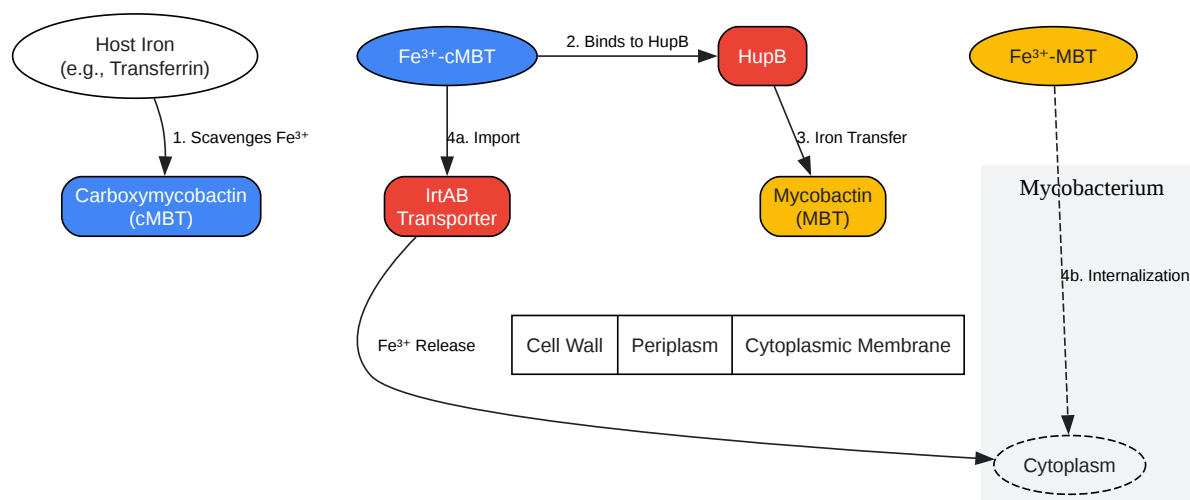 Host Iron
(e.g., Transferrin)
Fe³⁺-cMBT
2. Binds to HupB
HupB
Fe³⁺-MBT
1. Scavenges Fe³⁺
4a. Import
3. Iron Transfer
Carboxymycobactin
(cMBT)
IrtAB
Transporter
Mycobactin
(MBT)
Mycobacterium
4b. Internalization
Fe³⁺ Release
Cell Wall
Periplasm
Cytoplasmic Membrane
Cytoplasm